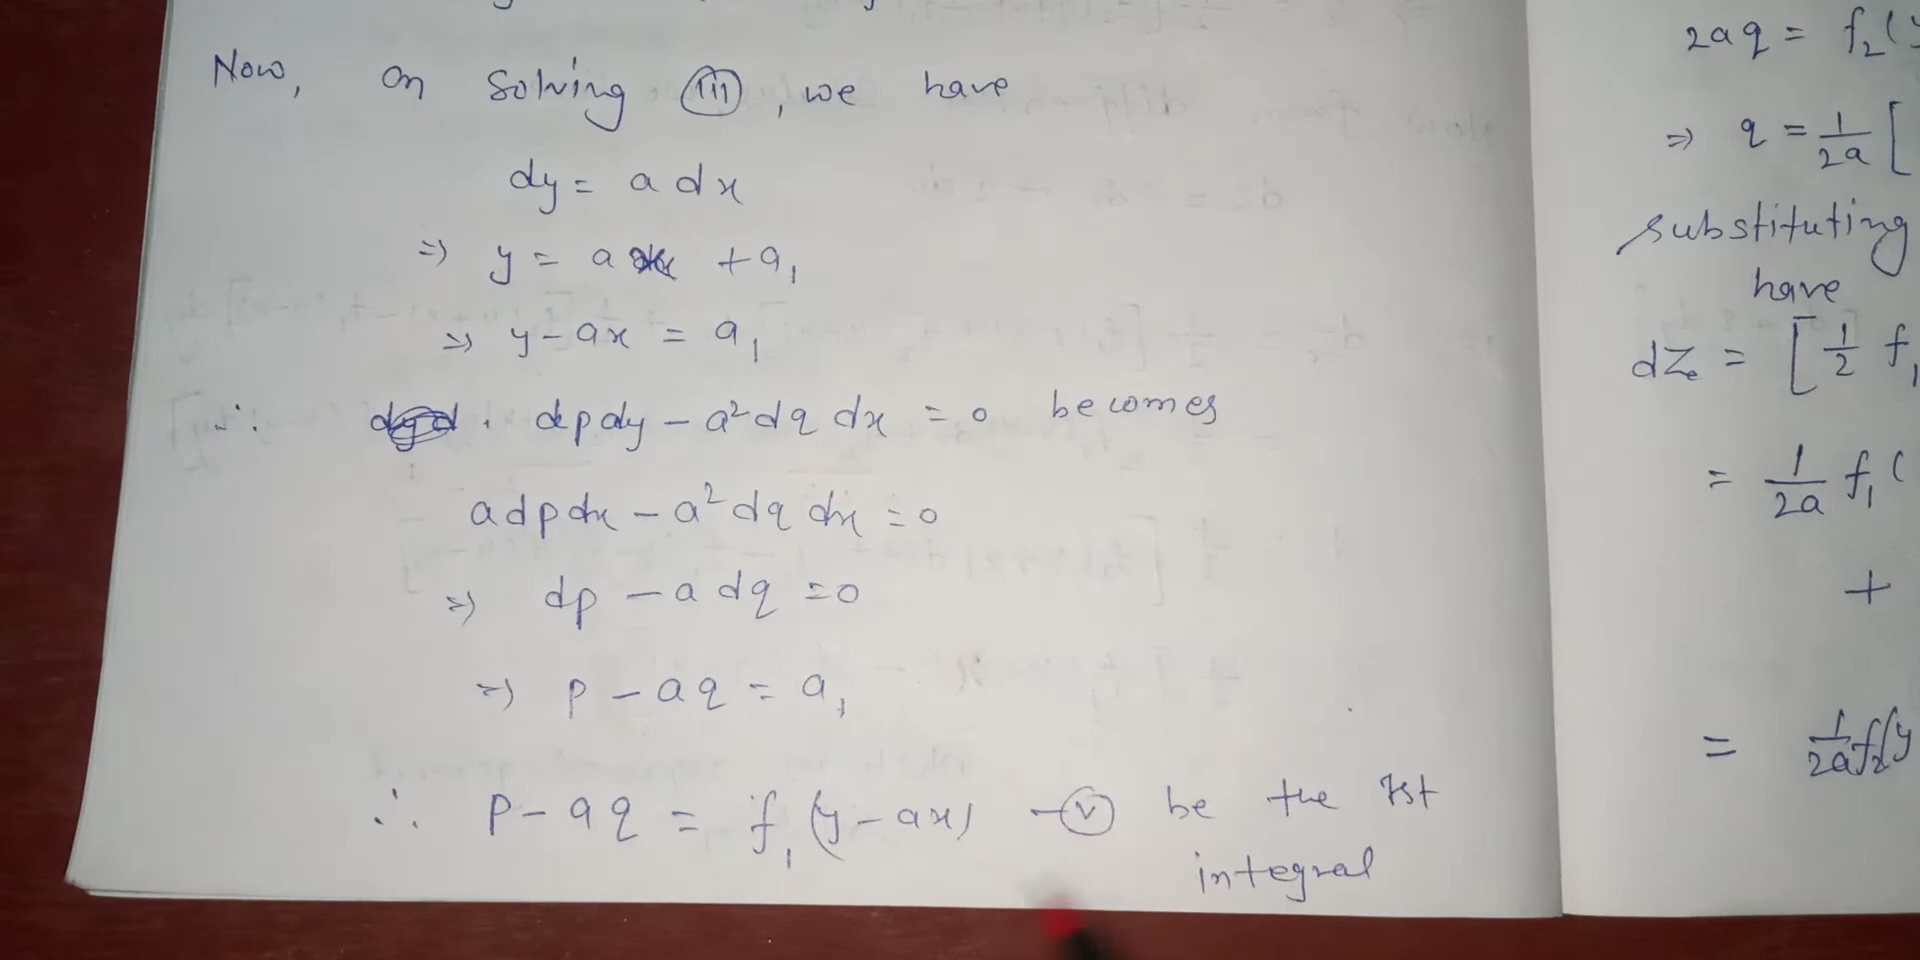 Now, on solving (iii), we have
dy = a dx
=> y = ax + a₁
=> y - ax = a₁
∴ dp dy - a² dq dx = 0 becomes
a dp dx - a² dq dx = 0
=> dp - a dq = 0
=> p - aq = a₁
∴ p - aq = f₁(y - ax) — (v) be the Ist
integral
2aq = f₂(y
=> q = 1/2a [
substituting
have
dz = [1/2 f₁
= 1/2a f₁(
+
= 1/2a f₂(y